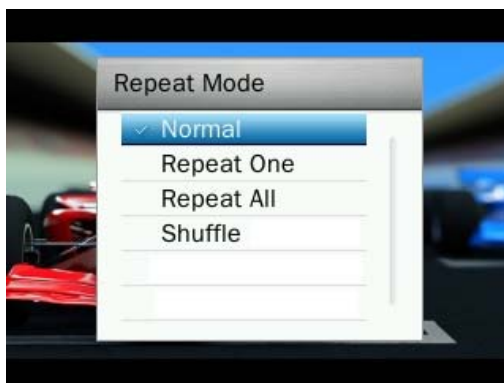 Repeat Mode
Normal
Repeat One
Repeat All
Shuffle